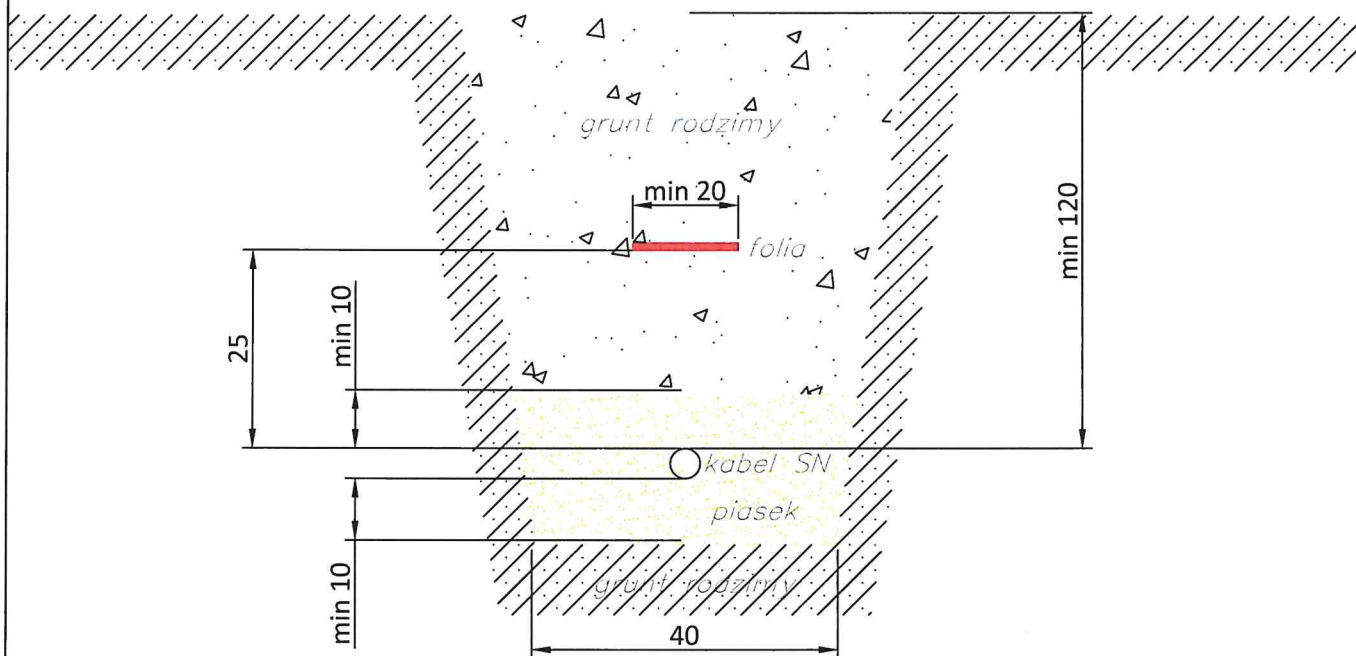 grunt rodzimy
min 20
min 120
folia
min 10
25
kabel SN
piasek
min 10
grunt rodzimy
40